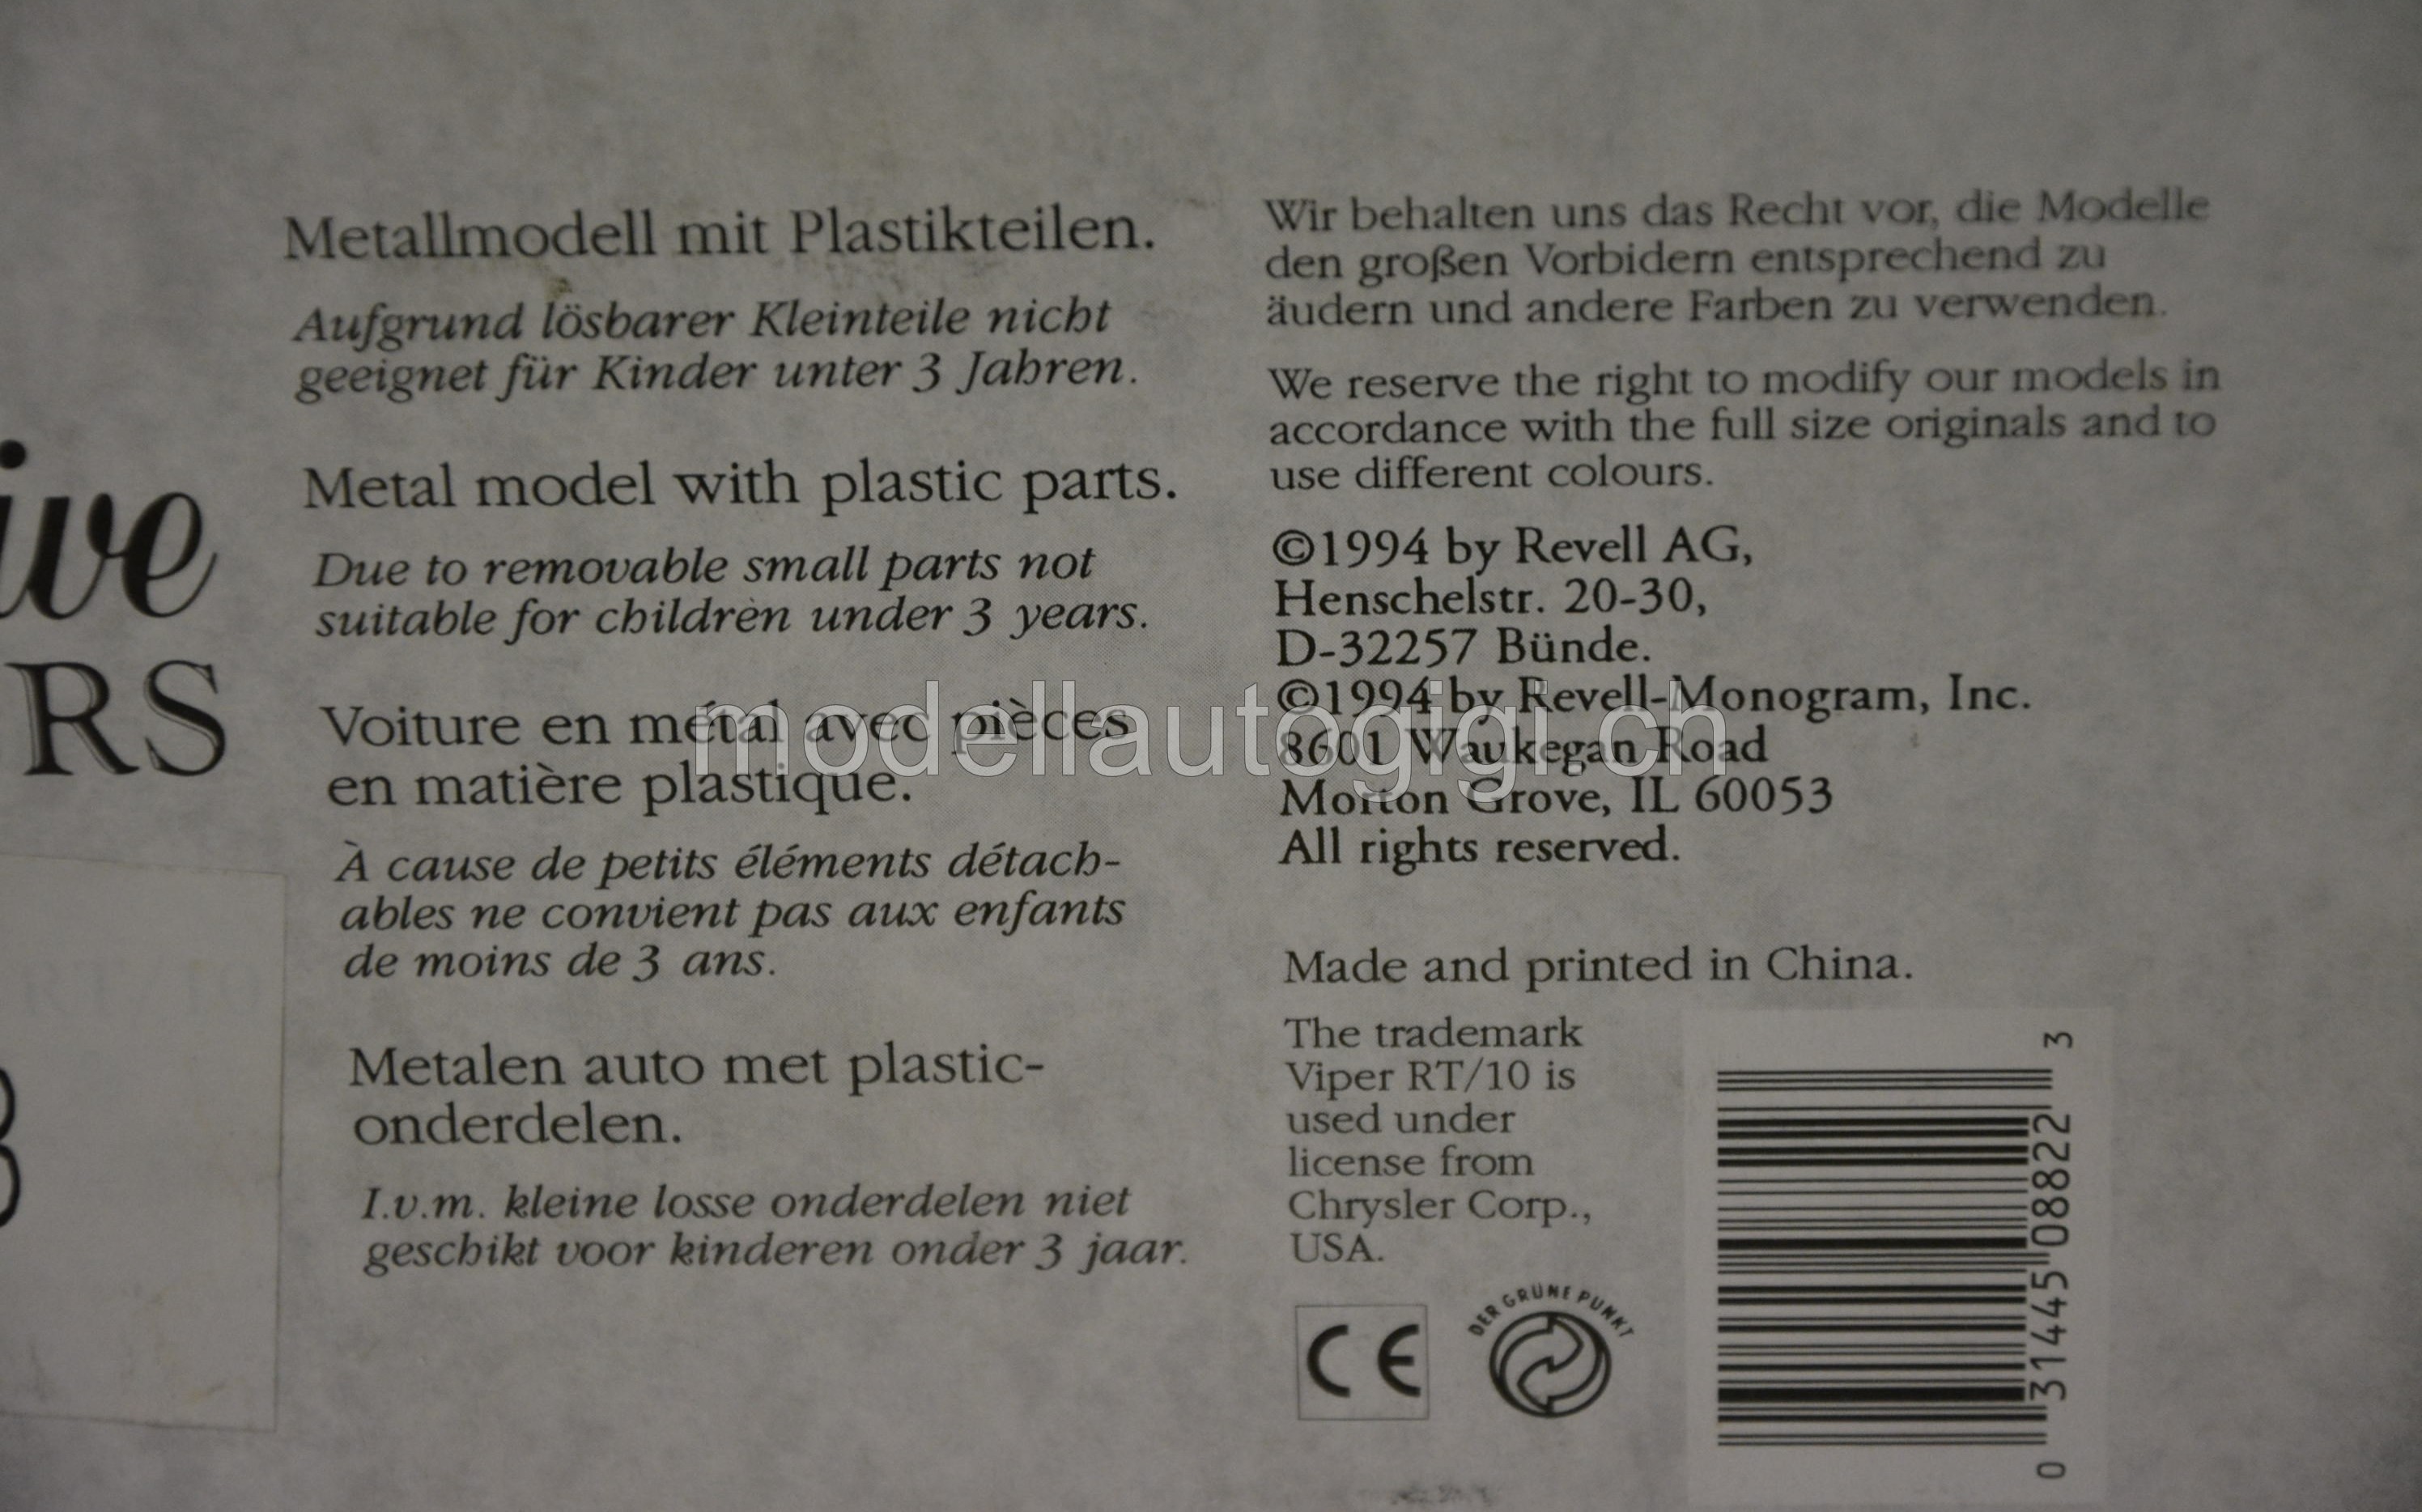 ive
RS
Metallmodell mit Plastikteilen.
Aufgrund lösbarer Kleinteile nicht
geeignet für Kinder unter 3 Jahren.
Metal model with plastic parts.
Due to removable small parts not
suitable for children under 3 years.
Voiture en métal avec pièces
en matière plastique.
À cause de petits éléments détach-
ables ne convient pas aux enfants
de moins de 3 ans.
Metalen auto met plastic-
onderdelen.
I.v.m. kleine losse onderdelen niet
geschikt voor kinderen onder 3 jaar.
Wir behalten uns das Recht vor, die Modelle
den großen Vorbidern entsprechend zu
äudern und andere Farben zu verwenden.
We reserve the right to modify our models in
accordance with the full size originals and to
use different colours.
©1994 by Revell AG,
Henschelstr. 20-30,
D-32257 Bünde.
©1994 by Revell-Monogram, Inc.
8601 Waukegan Road
Morton Grove, IL 60053
All rights reserved.
modellautogigi.ch
Made and printed in China.
The trademark
Viper RT/10 is
used under
license from
Chrysler Corp.,
USA.
CE
DER GRÜNE PUNKT
0 31445 08822 3